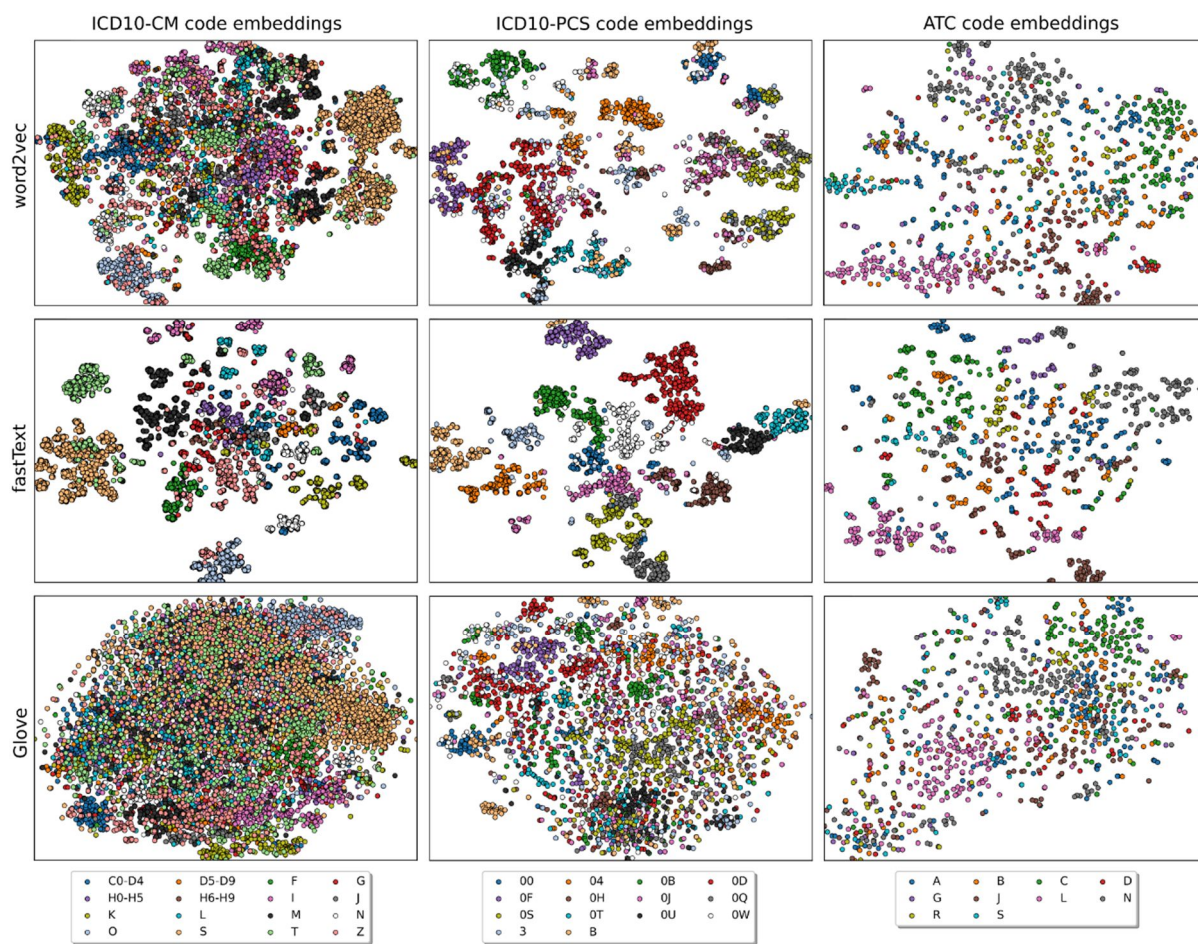 ICD10-CM code embeddings ICD10-PCS code embeddings ATC code embeddings
word2vec
fastText
Glove
C0-D4 D5-D9 F G
H0-H5 H6-H9 I J
K L M N
O S T Z
00 04 0B 0D
0F 0H 0J 0Q
0S 0T 0U 0W
3 B
A B C D
G J L N
R S